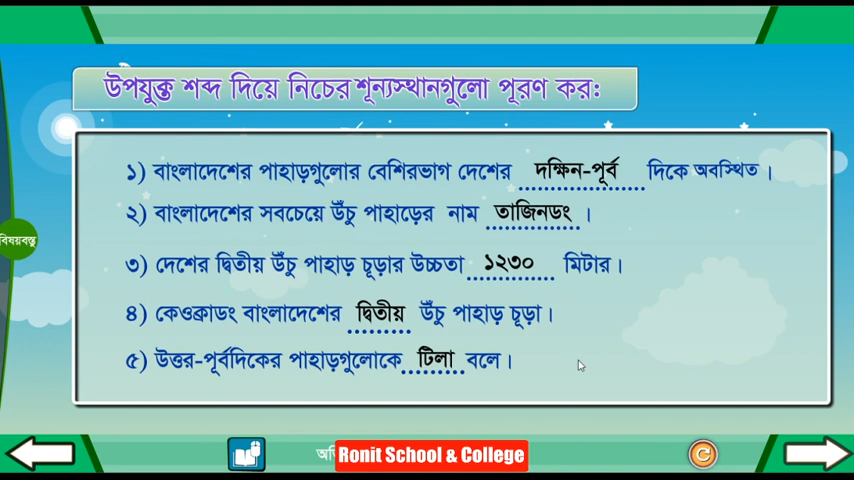 উপযুক্ত শব্দ দিয়ে নিচের শূন্যস্থানগুলো পূরণ কর:
১) বাংলাদেশের পাহাড়গুলোর বেশিরভাগ দেশের দক্ষিন-পূর্ব দিকে অবস্থিত।
২) বাংলাদেশের সবচেয়ে উঁচু পাহাড়ের নাম তাজিনডং।
৩) দেশের দ্বিতীয় উঁচু পাহাড় চূড়ার উচ্চতা ১২৩০ মিটার।
৪) কেওক্রাডং বাংলাদেশের দ্বিতীয় উঁচু পাহাড় চূড়া।
৫) উত্তর-পূর্বদিকের পাহাড়গুলোকে টিলা বলে।
বিষয়বস্তু
Ronit School & College